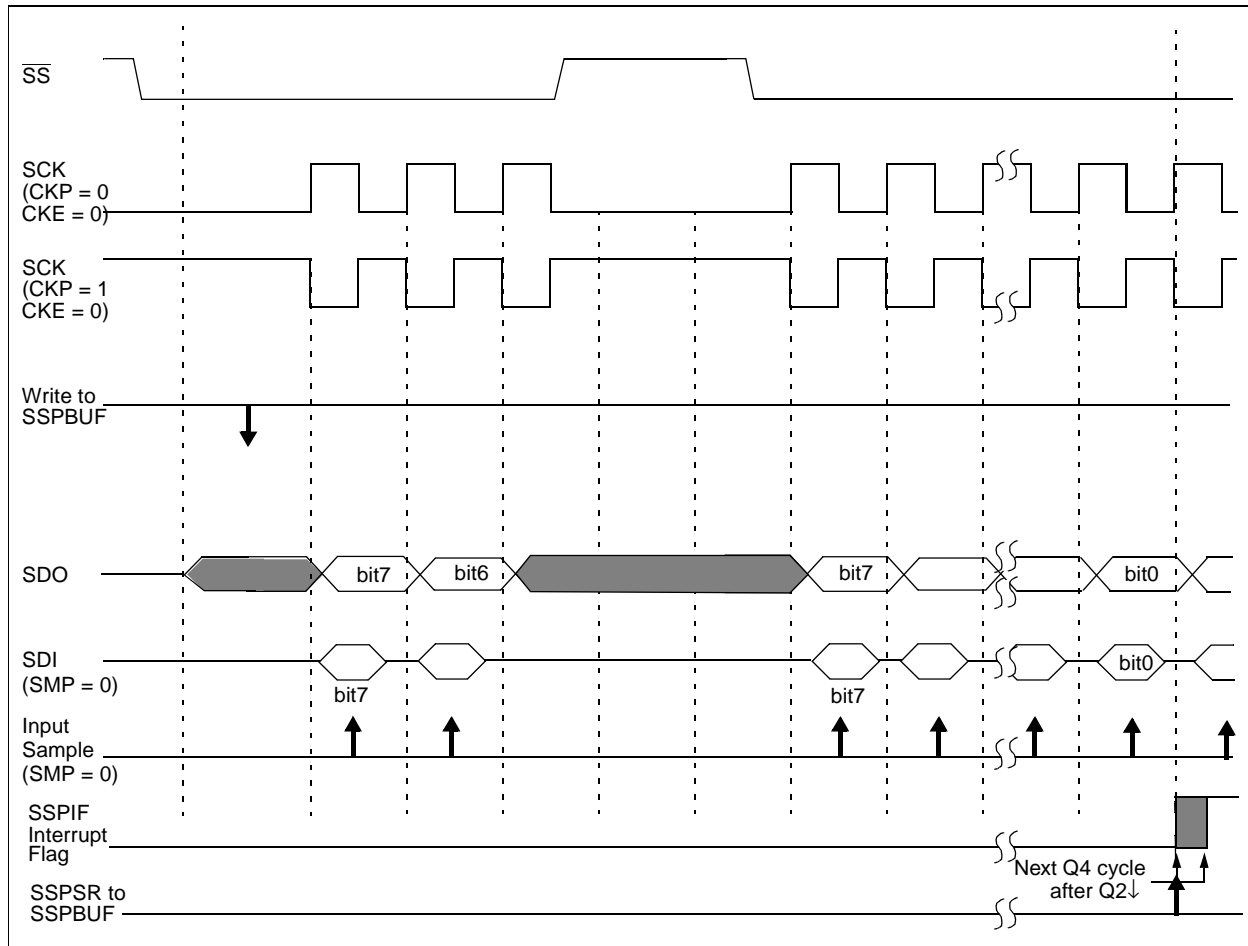 SS
SCK
(CKP = 0
CKE = 0)
SCK
(CKP = 1
CKE = 0)
Write to
SSPBUF
SDO
bit7
bit6
bit7
bit0
SDI
(SMP = 0)
bit7
bit7
bit0
Input
Sample
(SMP = 0)
SSPIF
Interrupt
Flag
Next Q4 cycle
after Q2↓
SSPSR to
SSPBUF